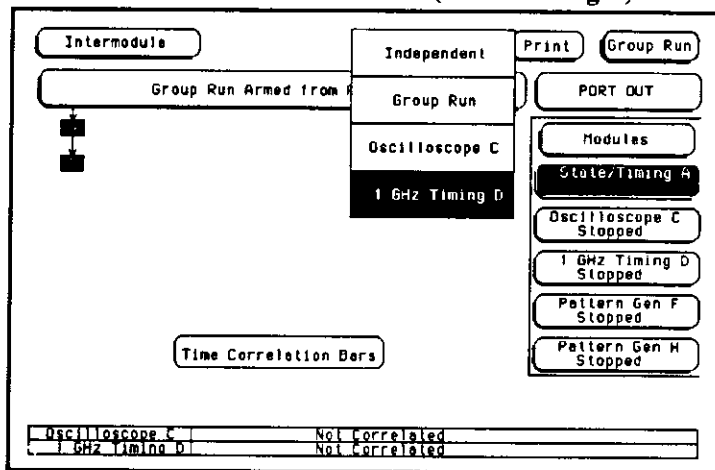 Intermodule
Independent
Print
Group Run
Group Run Armed from
Group Run
PORT OUT
Oscilloscope C
1 GHz Timing D
Modules
State/Timing A
Oscilloscope C
Stopped
1 GHz Timing D
Stopped
Pattern Gen F
Stopped
Pattern Gen H
Stopped
Time Correlation Bars
Oscilloscope C Not Correlated
1 GHz Timing D Not Correlated